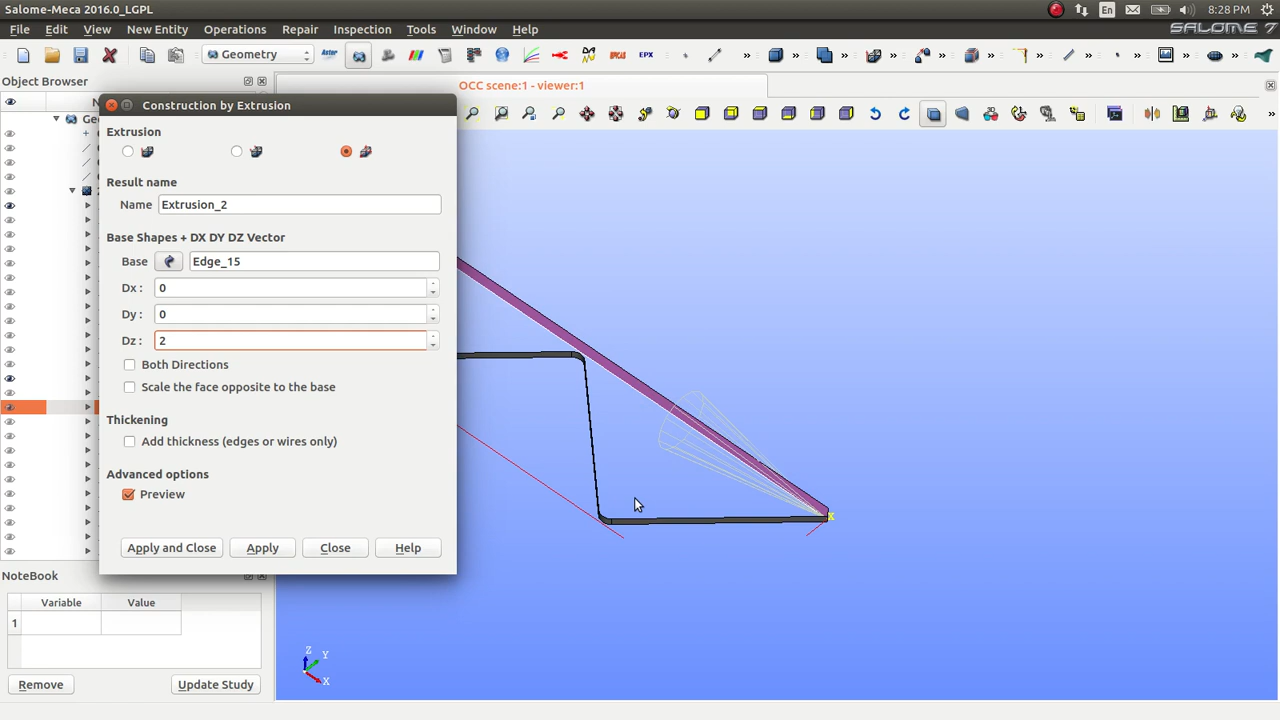 Salome-Meca 2016.0_LGPL
En
8:28 PM
File Edit View New Entity Operations Repair Inspection Tools Window Help
SALOME 7
Geometry
Aster
EFICAS
EPX
Object Browser
OCC scene:1 - viewer:1
Construction by Extrusion
Extrusion
Result name
Name Extrusion_2
Base Shapes + DX DY DZ Vector
Base Edge_15
Dx : 0
Dy : 0
Dz : 2
Both Directions
Scale the face opposite to the base
Thickening
Add thickness (edges or wires only)
Advanced options
Preview
Apply and Close Apply Close Help
X
NoteBook
Variable Value
1
Remove Update Study
Z
Y
X